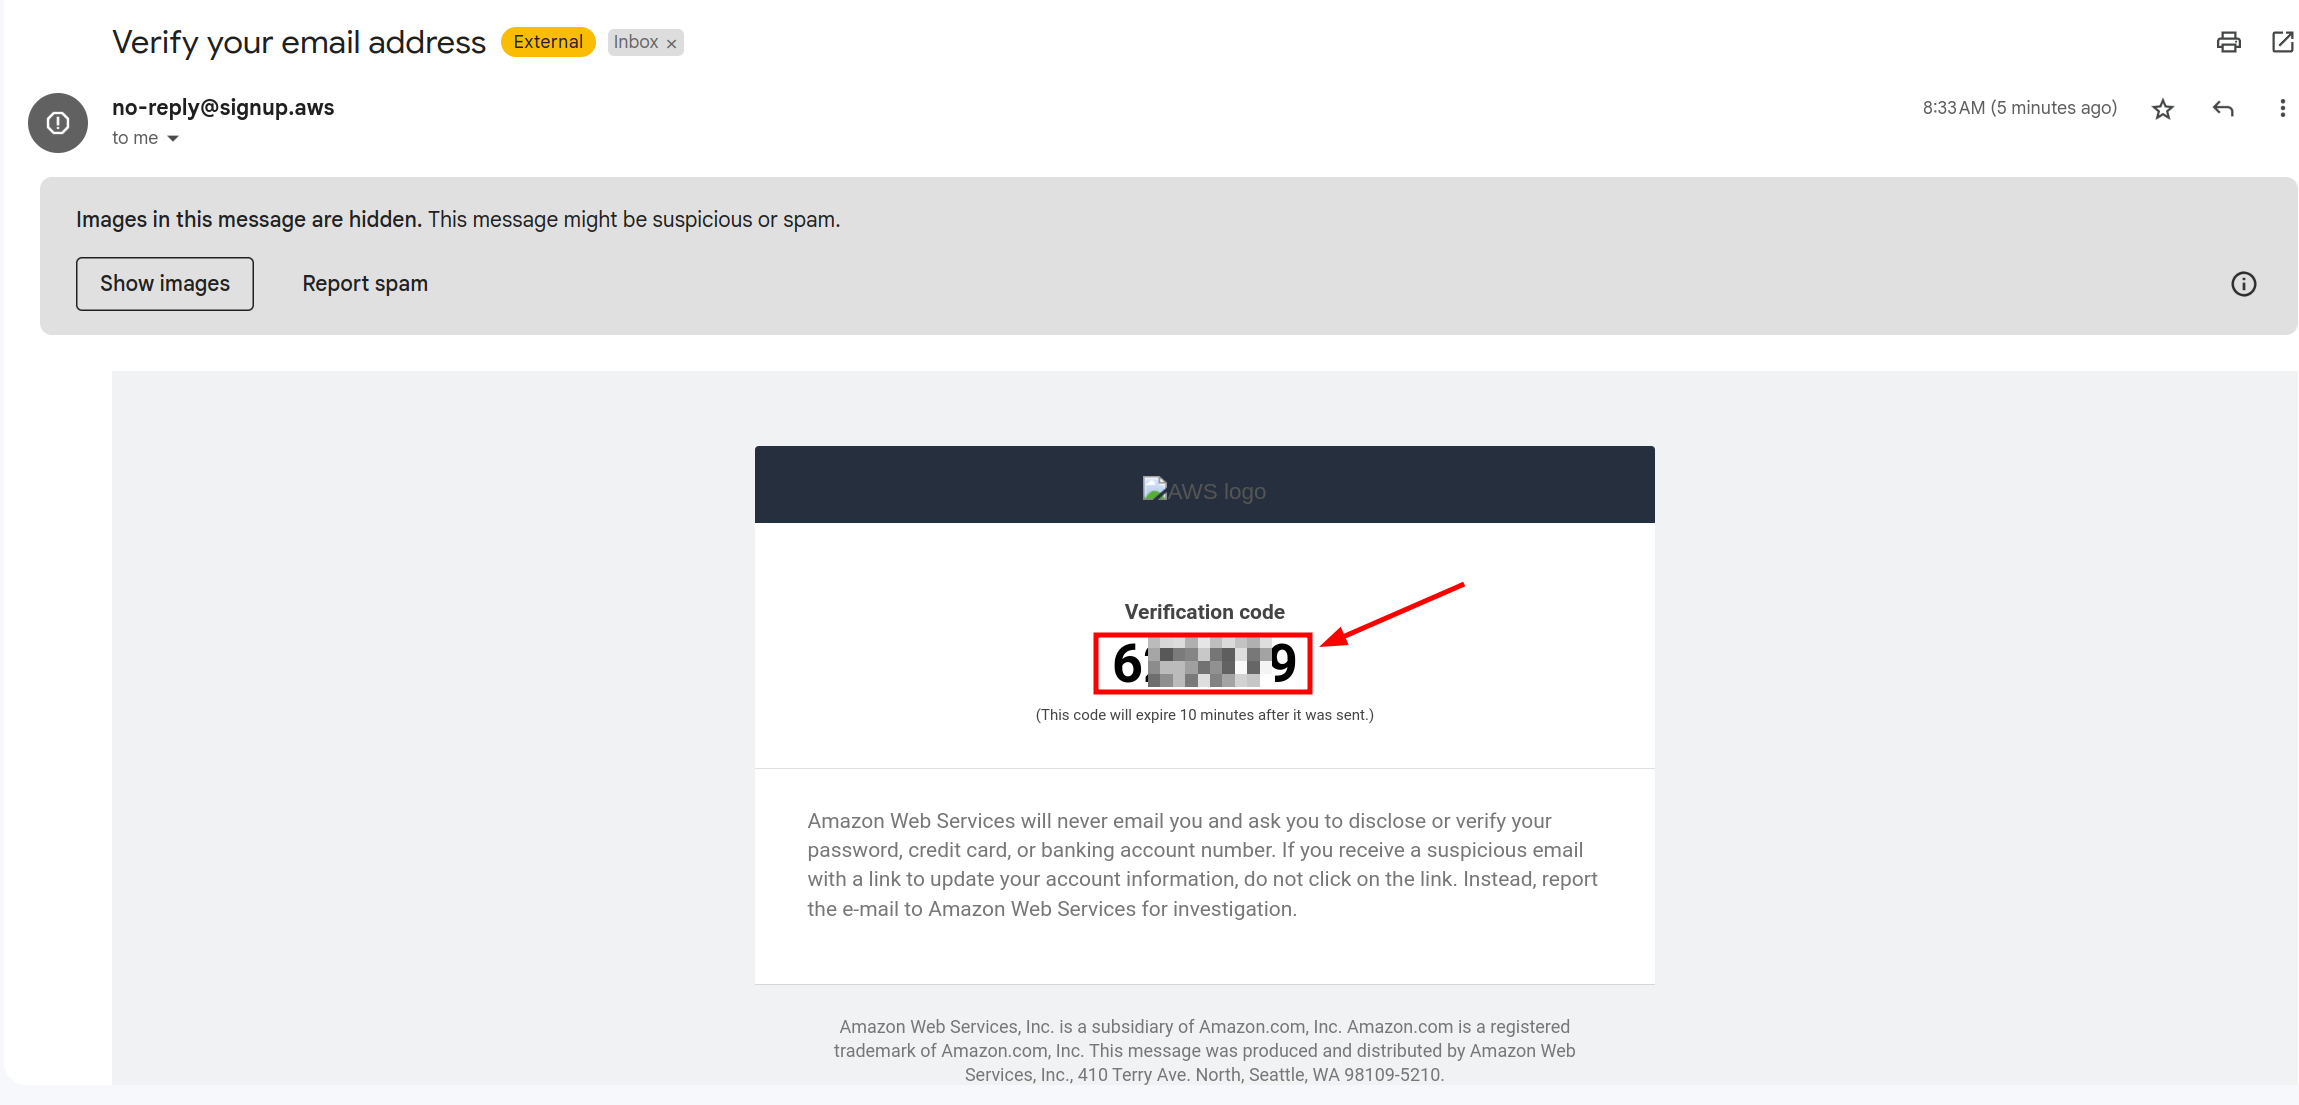 Verify your email address External Inbox ×
no-reply@signup.aws 8:33 AM (5 minutes ago)
to me
Images in this message are hidden. This message might be suspicious or spam.
Show images Report spam
AWS logo
Verification code
(This code will expire 10 minutes after it was sent.)
Amazon Web Services will never email you and ask you to disclose or verify your
password, credit card, or banking account number. If you receive a suspicious email
with a link to update your account information, do not click on the link. Instead, report
the e-mail to Amazon Web Services for investigation.
Amazon Web Services, Inc. is a subsidiary of Amazon.com, Inc. Amazon.com is a registered
trademark of Amazon.com, Inc. This message was produced and distributed by Amazon Web
Services, Inc., 410 Terry Ave. North, Seattle, WA 98109-5210.